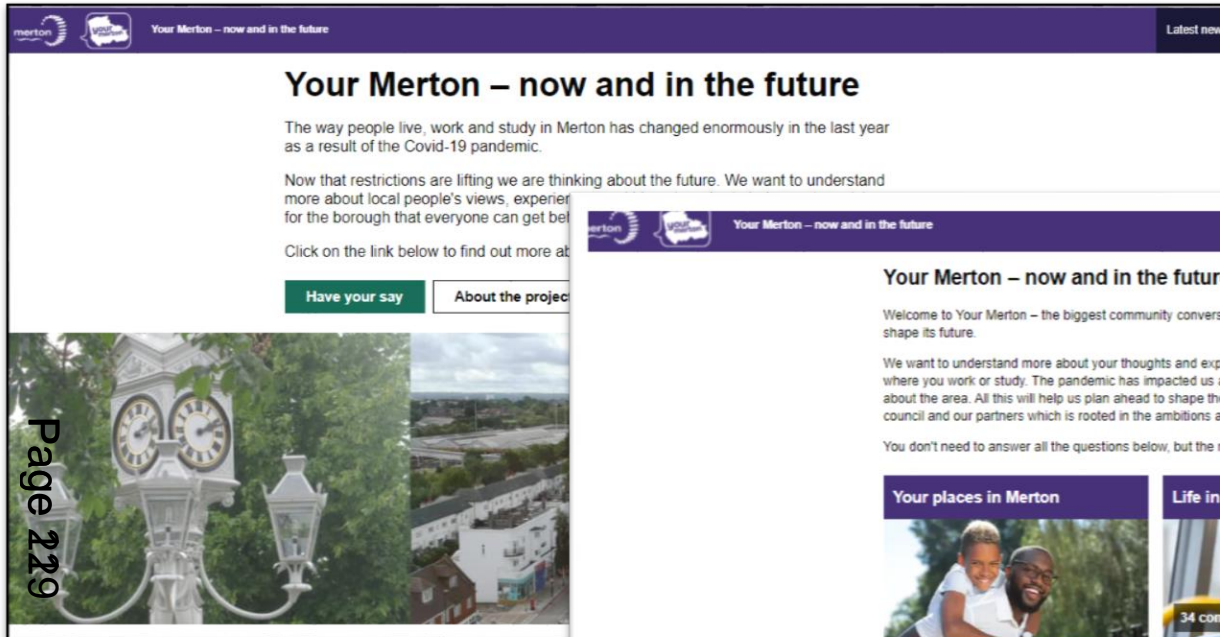 merton
your merton
Your Merton – now and in the future
Latest new
Your Merton – now and in the future
The way people live, work and study in Merton has changed enormously in the last year
as a result of the Covid-19 pandemic.
Now that restrictions are lifting we are thinking about the future. We want to understand
more about local people's views, experien
for the borough that everyone can get beh
Click on the link below to find out more ab
Have your say
About the project
erton
your merton
Your Merton – now and in the future
Your Merton – now and in the futur
Welcome to Your Merton – the biggest community convers
shape its future.
We want to understand more about your thoughts and exp
where you work or study. The pandemic has impacted us a
about the area. All this will help us plan ahead to shape the
council and our partners which is rooted in the ambitions a
You don't need to answer all the questions below, but the
Your places in Merton
Life in
34 con
Page